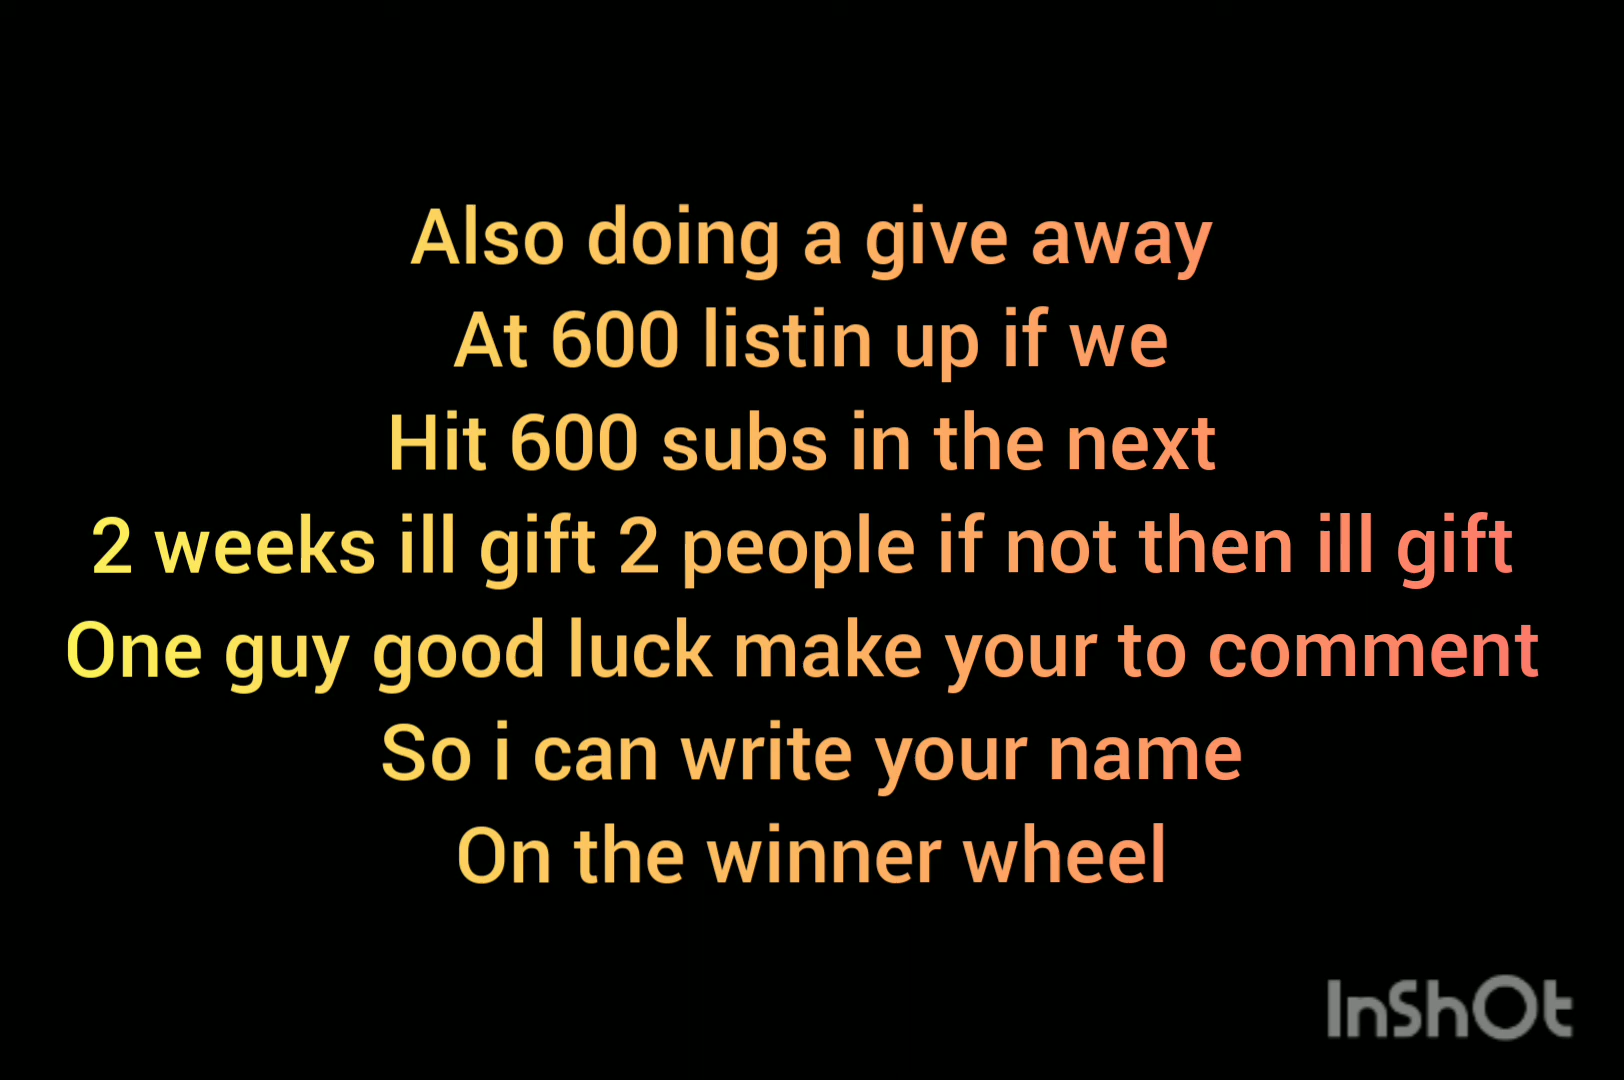 Also doing a give away
At 600 listin up if we
Hit 600 subs in the next
2 weeks ill gift 2 people if not then ill gift
One guy good luck make your to comment
So i can write your name
On the winner wheel
InShOt